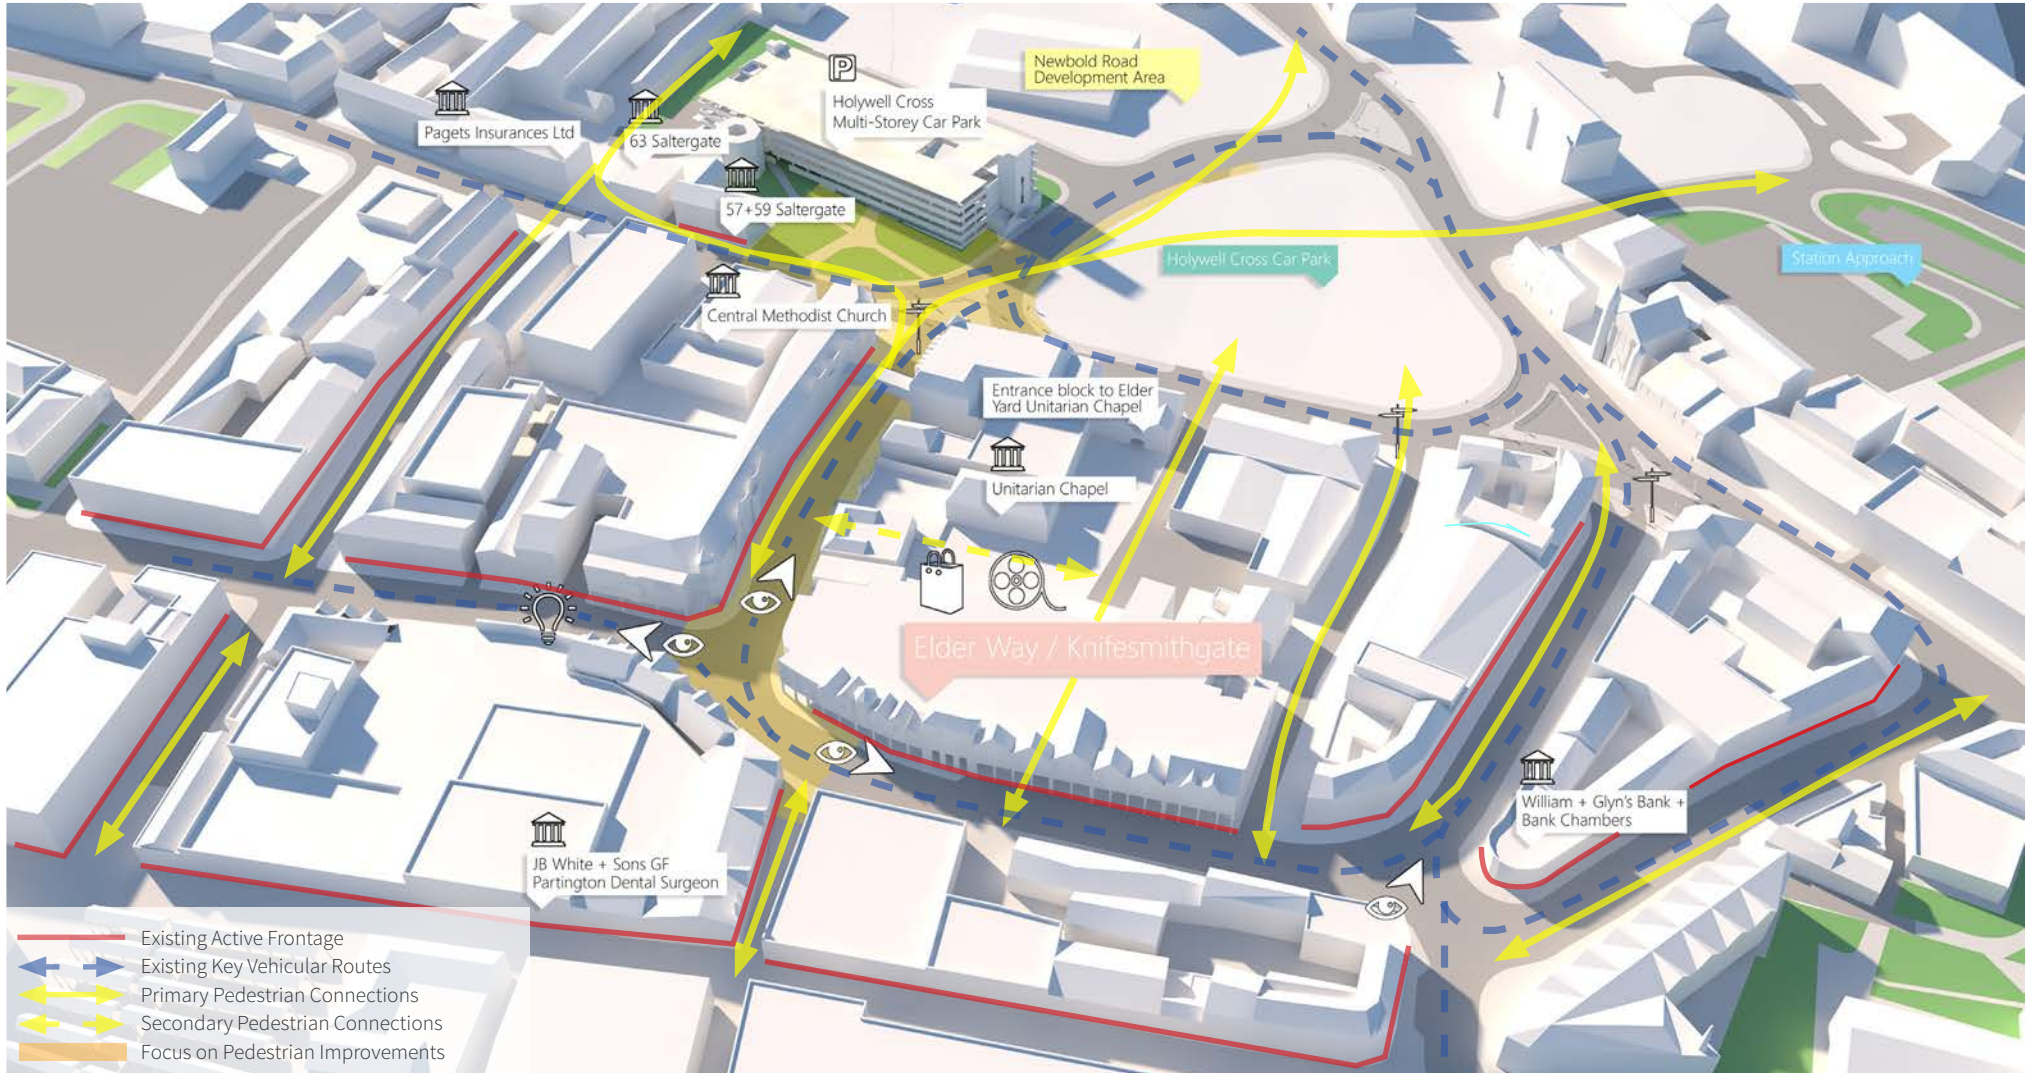 Newbold Road
Development Area
P
Holywell Cross
Multi-Storey Car Park
Pagets Insurances Ltd
63 Saltergate
57+59 Saltergate
Holywell Cross Car Park
Station Approach
Central Methodist Church
Entrance block to Elder
Yard Unitarian Chapel
Unitarian Chapel
Elder Way / Knifesmithgate
William + Glyn's Bank +
Bank Chambers
JB White + Sons GF
Partington Dental Surgeon
Existing Active Frontage
Existing Key Vehicular Routes
Primary Pedestrian Connections
Secondary Pedestrian Connections
Focus on Pedestrian Improvements